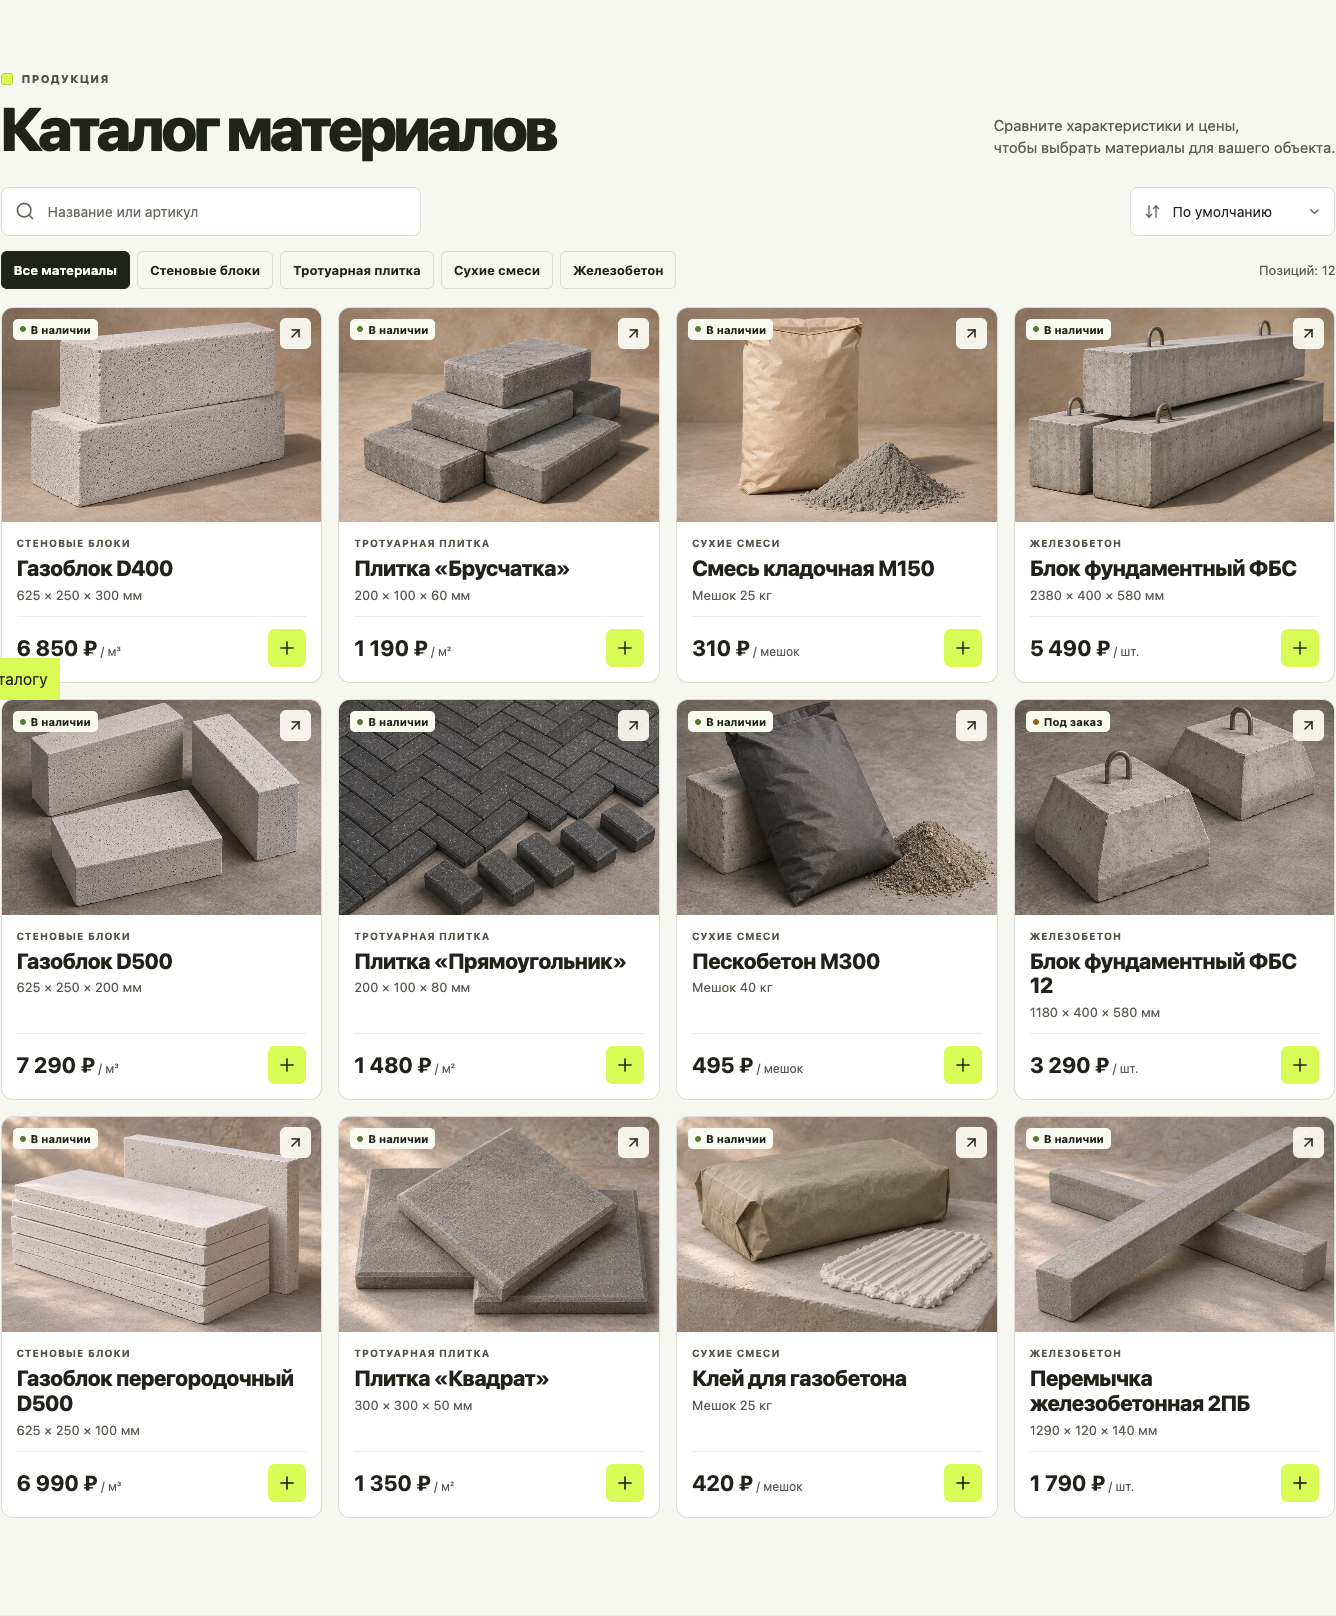 ПРОДУКЦИЯ
Каталог материалов
Сравните характеристики и цены,
чтобы выбрать материалы для вашего объекта.
Название или артикул
По умолчанию
Все материалы
Стеновые блоки
Тротуарная плитка
Сухие смеси
Железобетон
Позиций: 12
В наличии
СТЕНОВЫЕ БЛОКИ
Газоблок D400
625 × 250 × 300 мм
6 850 ₽ / м³
В наличии
ТРОТУАРНАЯ ПЛИТКА
Плитка «Брусчатка»
200 × 100 × 60 мм
1 190 ₽ / м²
В наличии
СУХИЕ СМЕСИ
Смесь кладочная М150
Мешок 25 кг
310 ₽ / мешок
В наличии
ЖЕЛЕЗОБЕТОН
Блок фундаментный ФБС
2380 × 400 × 580 мм
5 490 ₽ / шт.
талогу
В наличии
СТЕНОВЫЕ БЛОКИ
Газоблок D500
625 × 250 × 200 мм
7 290 ₽ / м³
В наличии
ТРОТУАРНАЯ ПЛИТКА
Плитка «Прямоугольник»
200 × 100 × 80 мм
1 480 ₽ / м²
В наличии
СУХИЕ СМЕСИ
Пескобетон М300
Мешок 40 кг
495 ₽ / мешок
Под заказ
ЖЕЛЕЗОБЕТОН
Блок фундаментный ФБС
12
1180 × 400 × 580 мм
3 290 ₽ / шт.
В наличии
СТЕНОВЫЕ БЛОКИ
Газоблок перегородочный
D500
625 × 250 × 100 мм
6 990 ₽ / м³
В наличии
ТРОТУАРНАЯ ПЛИТКА
Плитка «Квадрат»
300 × 300 × 50 мм
1 350 ₽ / м²
В наличии
СУХИЕ СМЕСИ
Клей для газобетона
Мешок 25 кг
420 ₽ / мешок
В наличии
ЖЕЛЕЗОБЕТОН
Перемычка
железобетонная 2ПБ
1290 × 120 × 140 мм
1 790 ₽ / шт.